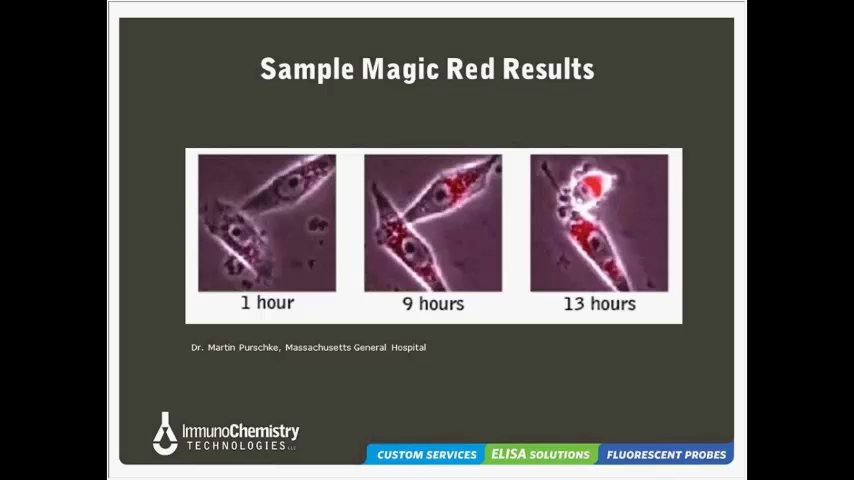 Sample Magic Red Results
1 hour
9 hours
13 hours
Dr. Martin Purschke, Massachusetts General Hospital
ImmunoChemistry
TECHNOLOGIES LLC
CUSTOM SERVICES
ELISA SOLUTIONS
FLUORESCENT PROBES